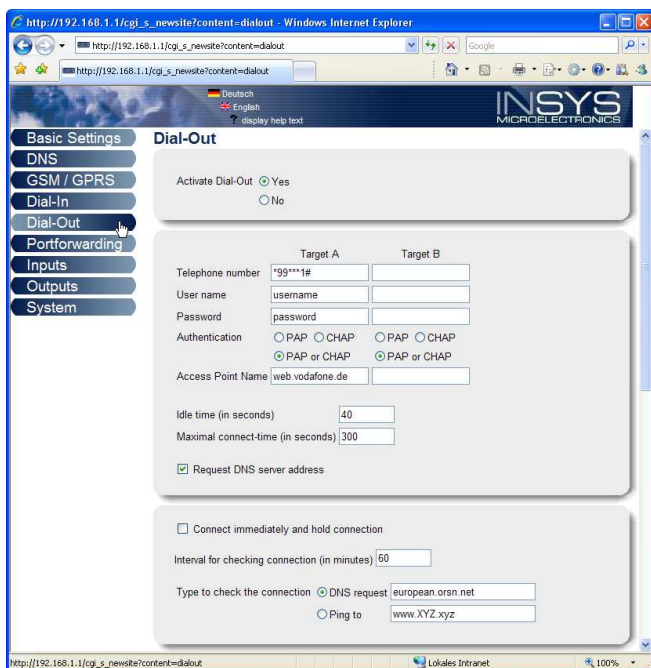 http://192.168.1.1/cgi_s_newsite?content=dialout - Windows Internet Explorer
http://192.168.1.1/cgi_s_newsite?content=dialout
Google
http://192.168.1.1/cgi_s_newsite?content=dialout
Deutsch
English
? display help text
INSYS
MICROELECTRONICS
Basic Settings
DNS
GSM / GPRS
Dial-In
Dial-Out
Portforwarding
Inputs
Outputs
System
Dial-Out
Activate Dial-Out Yes
No
Target A Target B
Telephone number *99***1#
User name username
Password password
Authentication PAP CHAP PAP CHAP
PAP or CHAP PAP or CHAP
Access Point Name web.vodafone.de
Idle time (in seconds) 40
Maximal connect-time (in seconds) 300
Request DNS server address
Connect immediately and hold connection
Interval for checking connection (in minutes) 60
Type to check the connection DNS request european.orsn.net
Ping to www.XYZ.xyz
http://192.168.1.1/cgi_s_newsite?content=dialout Lokales Intranet 100%